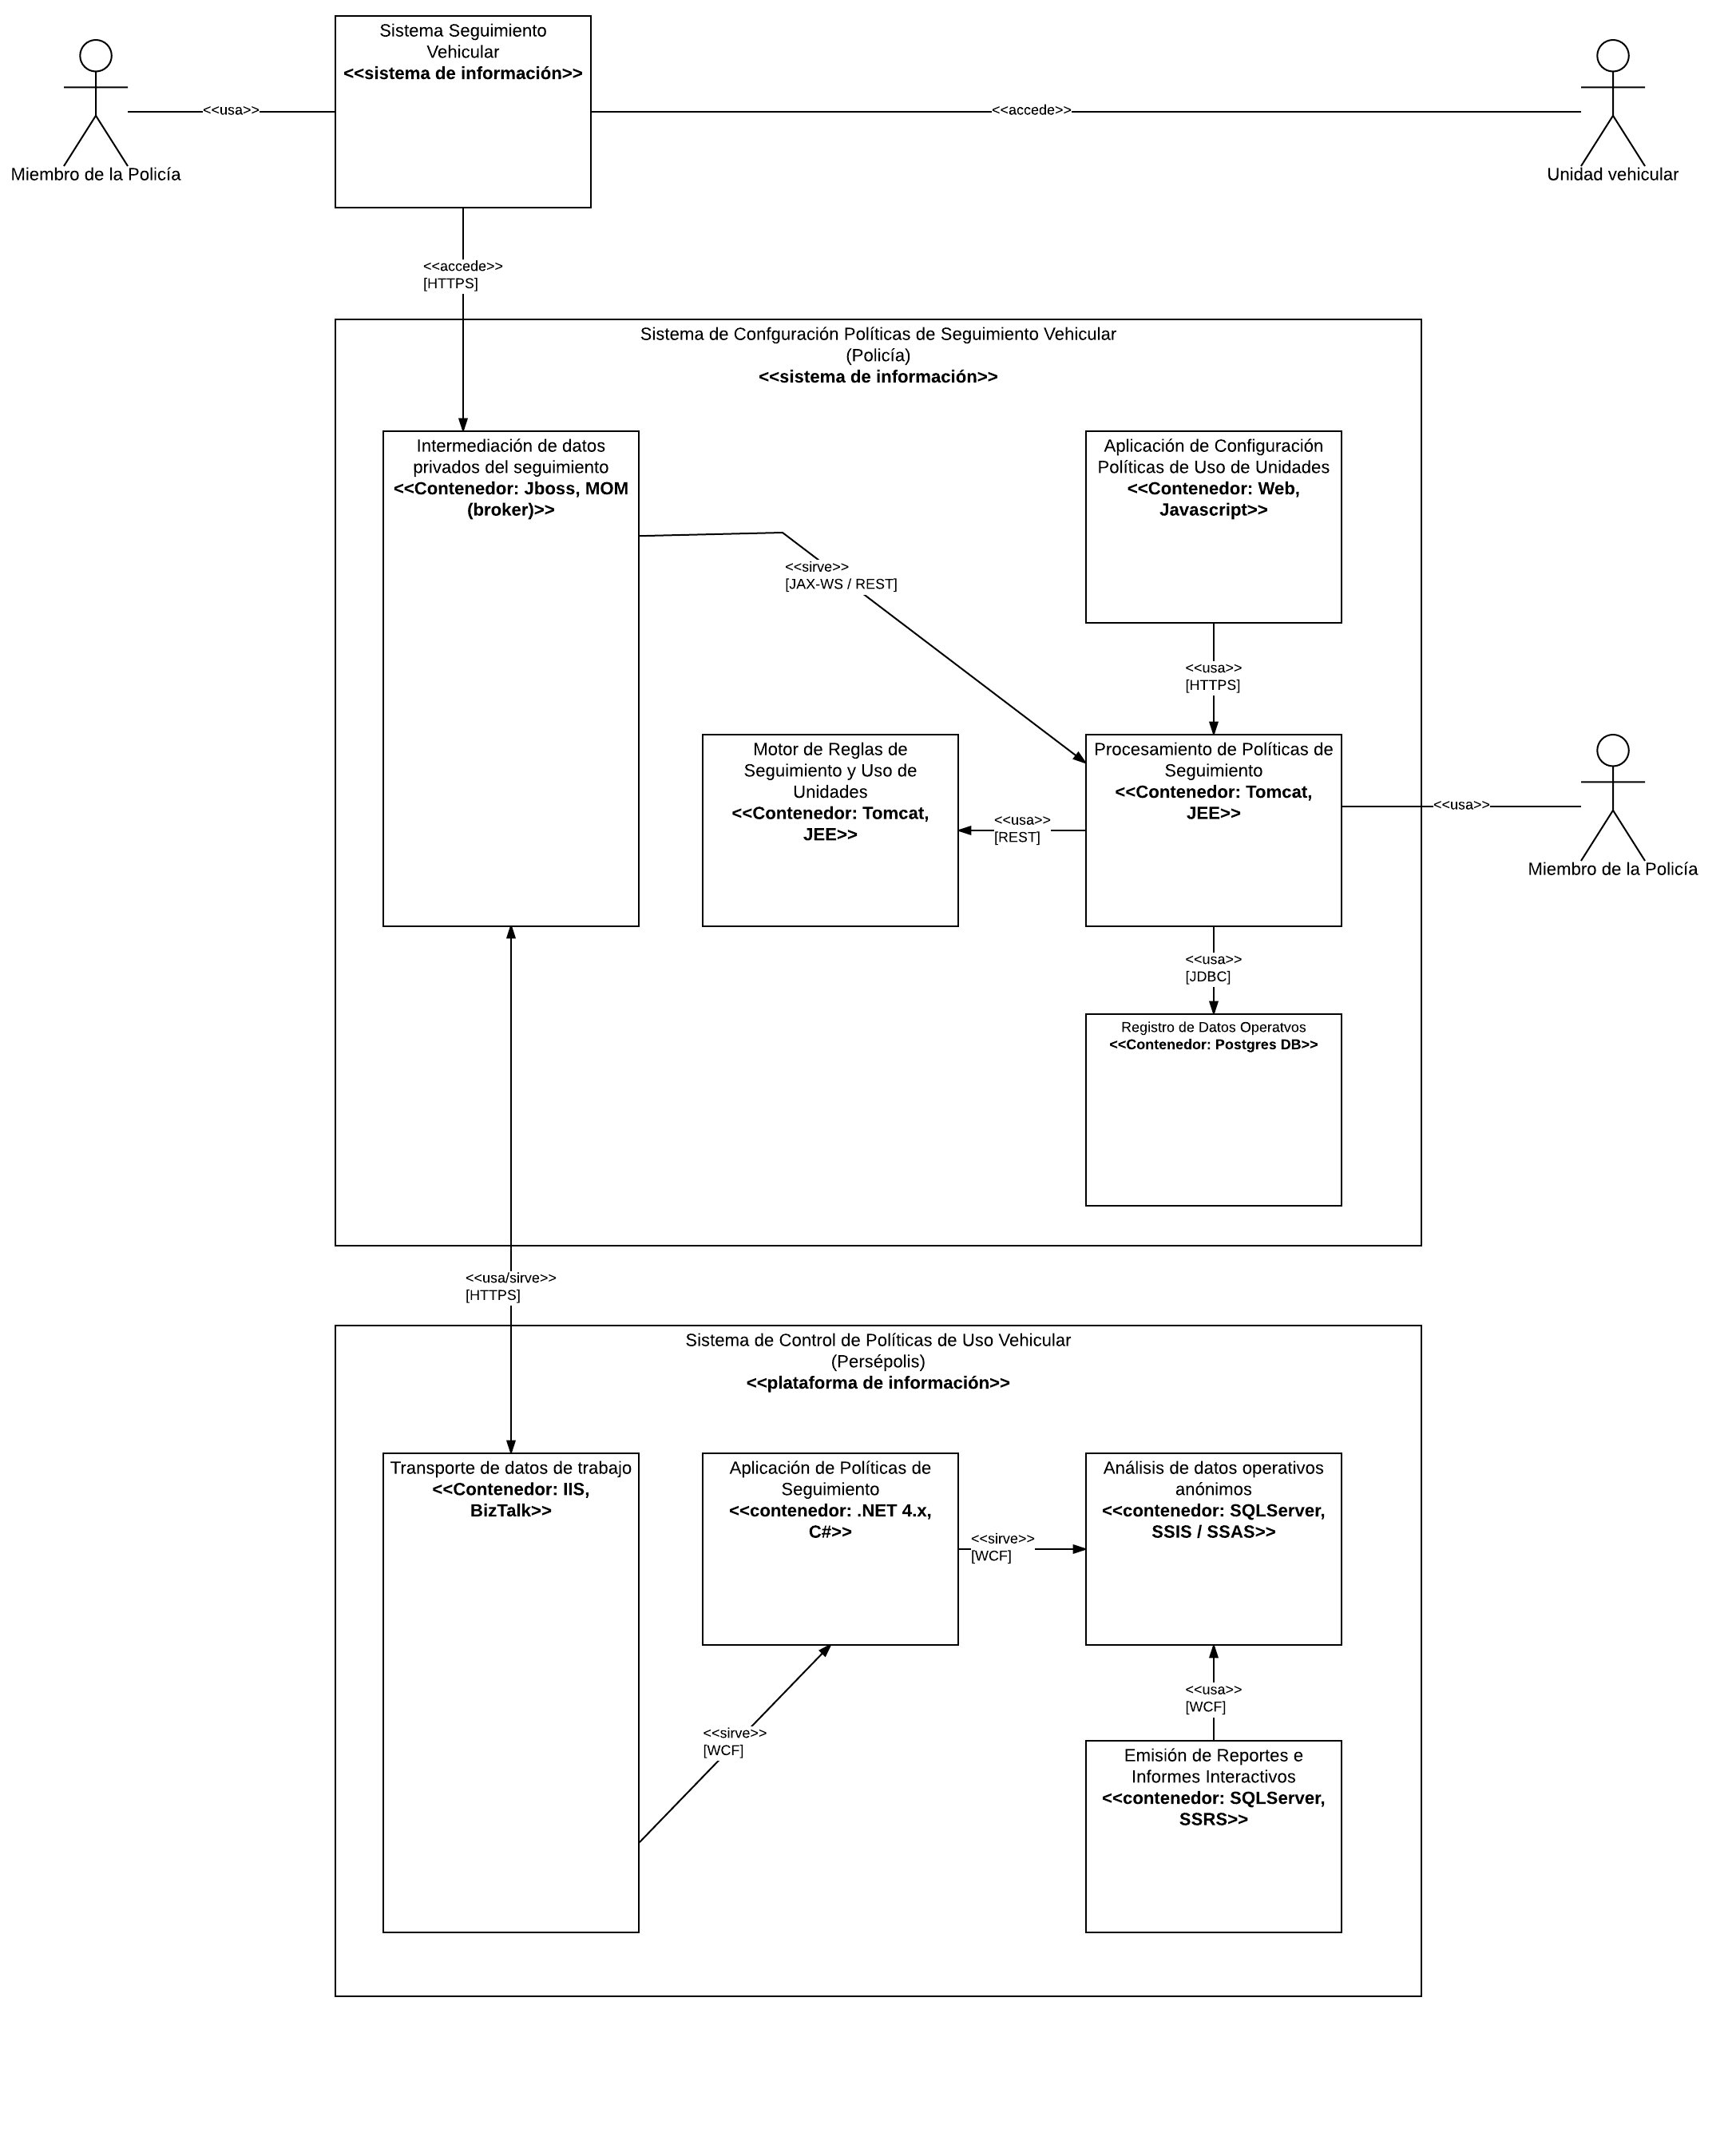 Sistema Seguimiento
Vehicular
<<sistema de información>>
<<usa>>
<<accede>>
Miembro de la Policía
Unidad vehicular
<<accede>>
[HTTPS]
Sistema de Confguración Políticas de Seguimiento Vehicular
(Policía)
<<sistema de información>>
Intermediación de datos
privados del seguimiento
<<Contenedor: Jboss, MOM
(broker)>>
Aplicación de Configuración
Políticas de Uso de Unidades
<<Contenedor: Web,
Javascript>>
<<sirve>>
[JAX-WS / REST]
<<usa>>
[HTTPS]
Motor de Reglas de
Seguimiento y Uso de
Unidades
<<Contenedor: Tomcat,
JEE>>
<<usa>>
[REST]
Procesamiento de Políticas de
Seguimiento
<<Contenedor: Tomcat,
JEE>>
<<usa>>
Miembro de la Policía
<<usa>>
[JDBC]
Registro de Datos Operatvos
<<Contenedor: Postgres DB>>
<<usa/sirve>>
[HTTPS]
Sistema de Control de Políticas de Uso Vehicular
(Persépolis)
<<plataforma de información>>
Transporte de datos de trabajo
<<Contenedor: IIS,
BizTalk>>
Aplicación de Políticas de
Seguimiento
<<contenedor: .NET 4.x,
C#>>
<<sirve>>
[WCF]
Análisis de datos operativos
anónimos
<<contenedor: SQLServer,
SSIS / SSAS>>
<<sirve>>
[WCF]
<<usa>>
[WCF]
Emisión de Reportes e
Informes Interactivos
<<contenedor: SQLServer,
SSRS>>